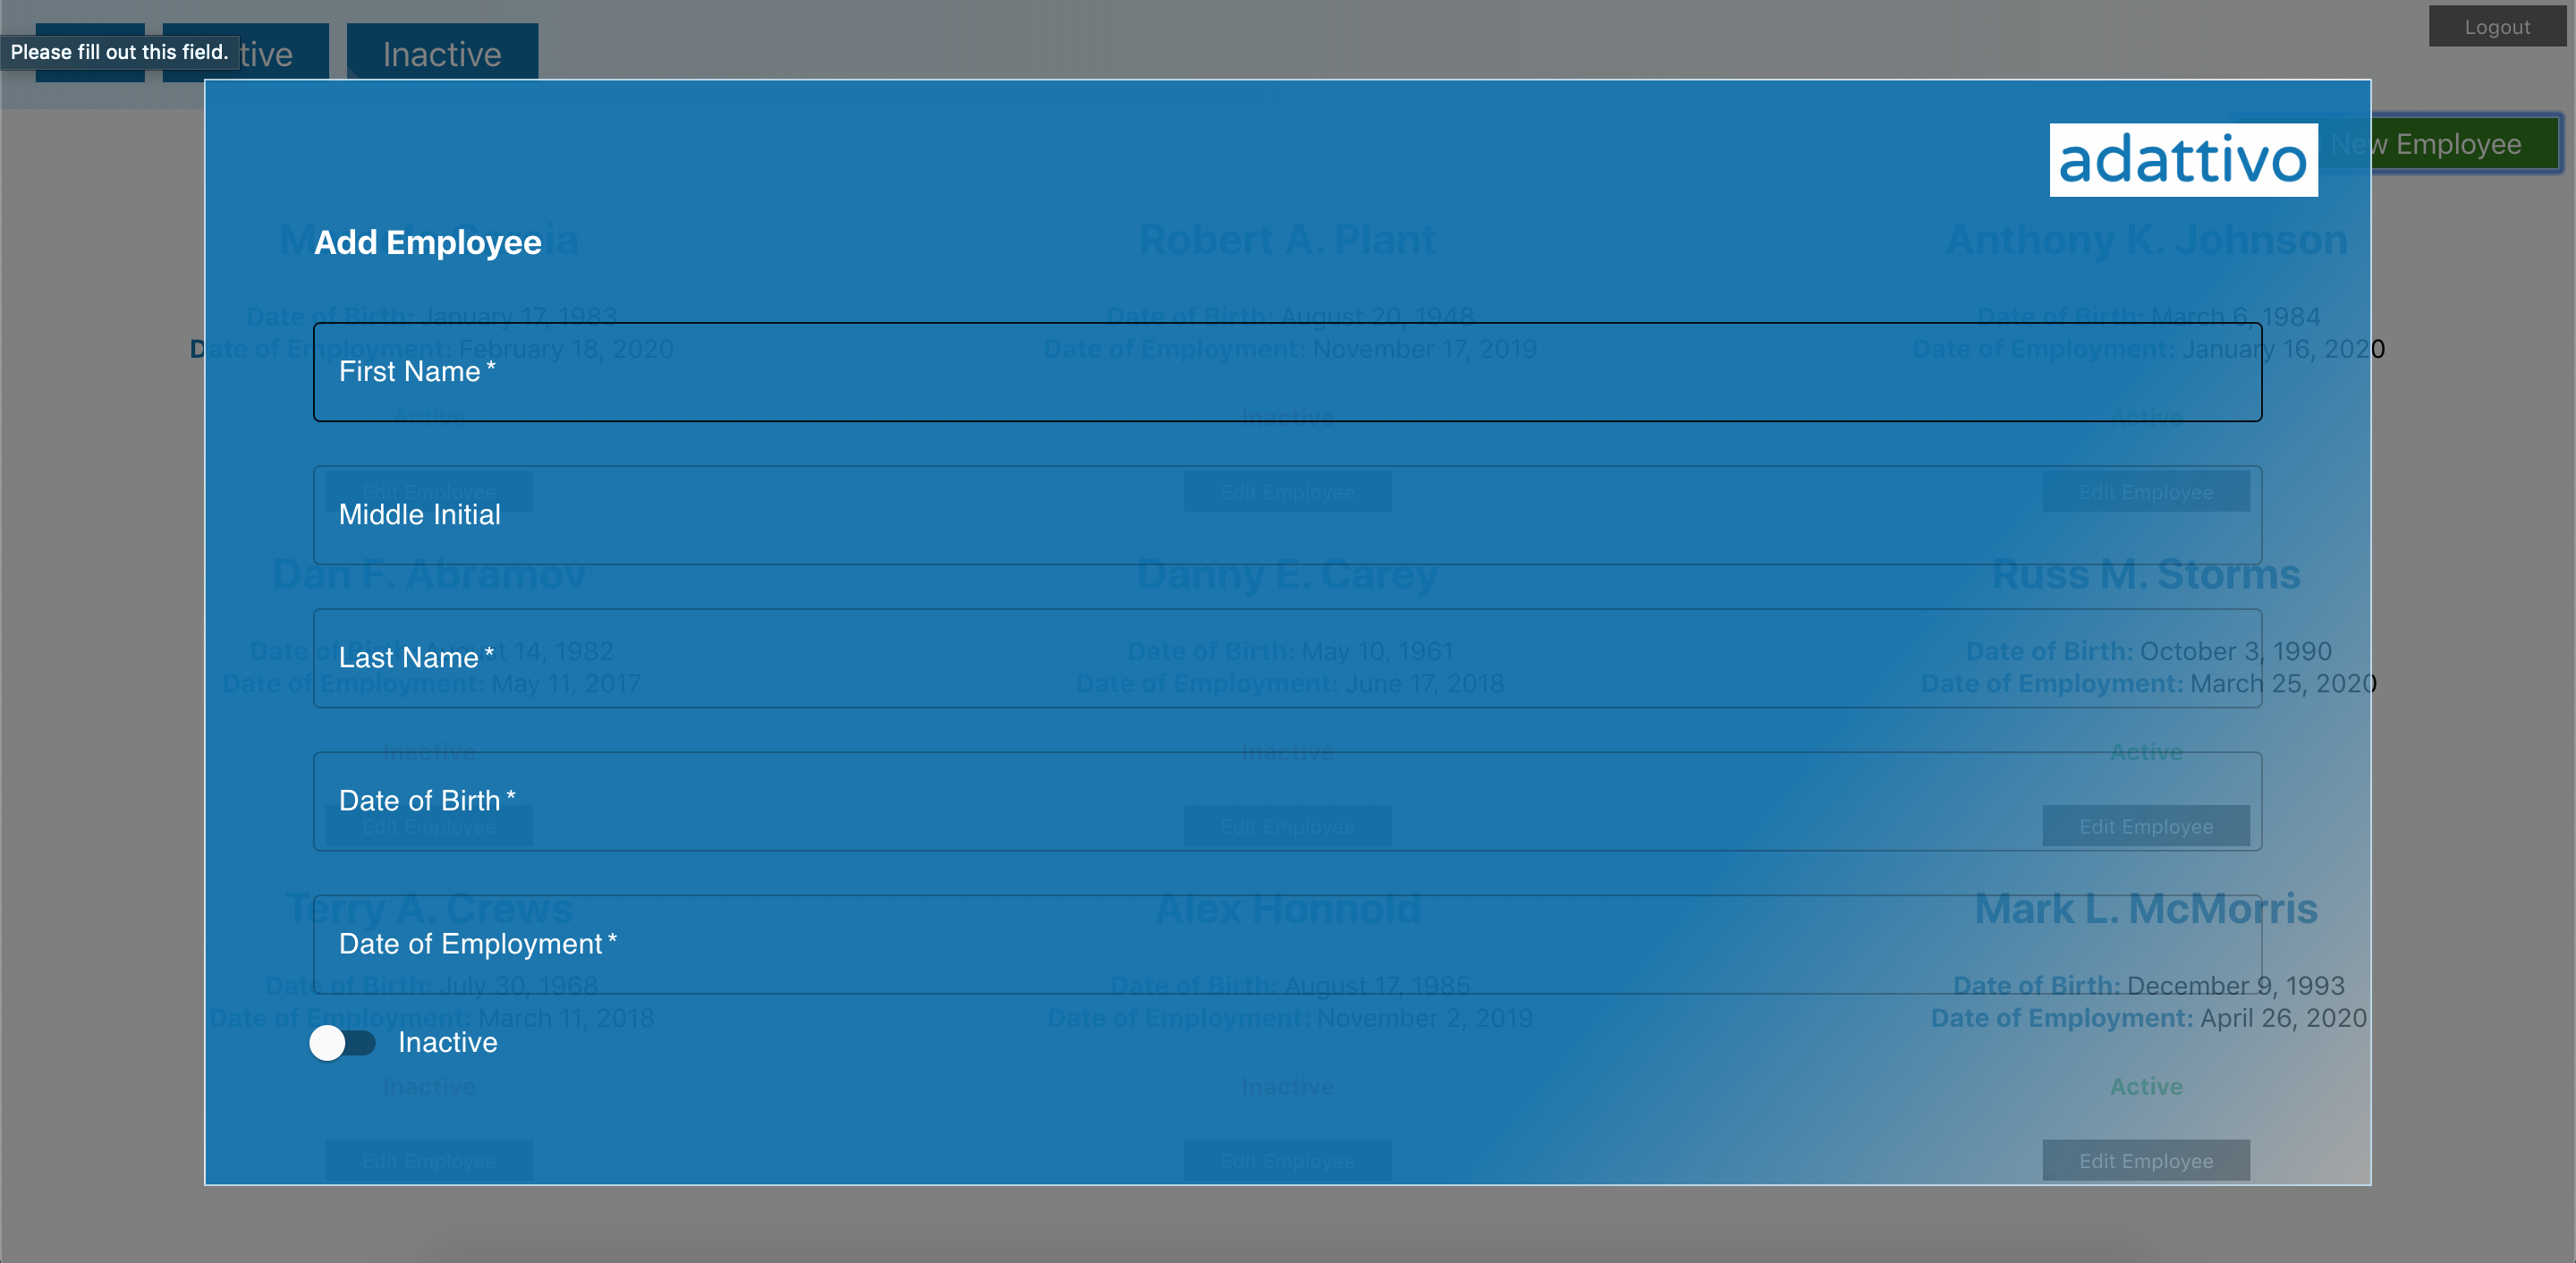 Logout
Please fill out this field.
tive
Inactive
New Employee
adattivo
Add Employee
Robert A. Plant
Anthony K. Johnson
Date of Birth: January 17, 1983
Date of Birth: August 20, 1948
Date of Birth: March 6, 1984
Date of Employment: February 18, 2020
Date of Employment: November 17, 2019
Date of Employment: January 16, 2020
First Name *
Active
Inactive
Active
Edit Employee
Edit Employee
Edit Employee
Middle Initial
Dan F. Abramov
Danny E. Carey
Russ M. Storms
Date of Birth: August 14, 1982
Date of Birth: May 10, 1961
Date of Birth: October 3, 1990
Last Name *
Date of Employment: May 11, 2017
Date of Employment: June 17, 2018
Date of Employment: March 25, 2020
Inactive
Inactive
Active
Date of Birth *
Edit Employee
Edit Employee
Edit Employee
Terry A. Crews
Alex Honnold
Mark L. McMorris
Date of Employment *
Date of Birth: July 30, 1968
Date of Birth: August 17, 1985
Date of Birth: December 9, 1993
Date of Employment: March 11, 2018
Date of Employment: November 2, 2019
Date of Employment: April 26, 2020
Inactive
Inactive
Inactive
Active
Edit Employee
Edit Employee
Edit Employee